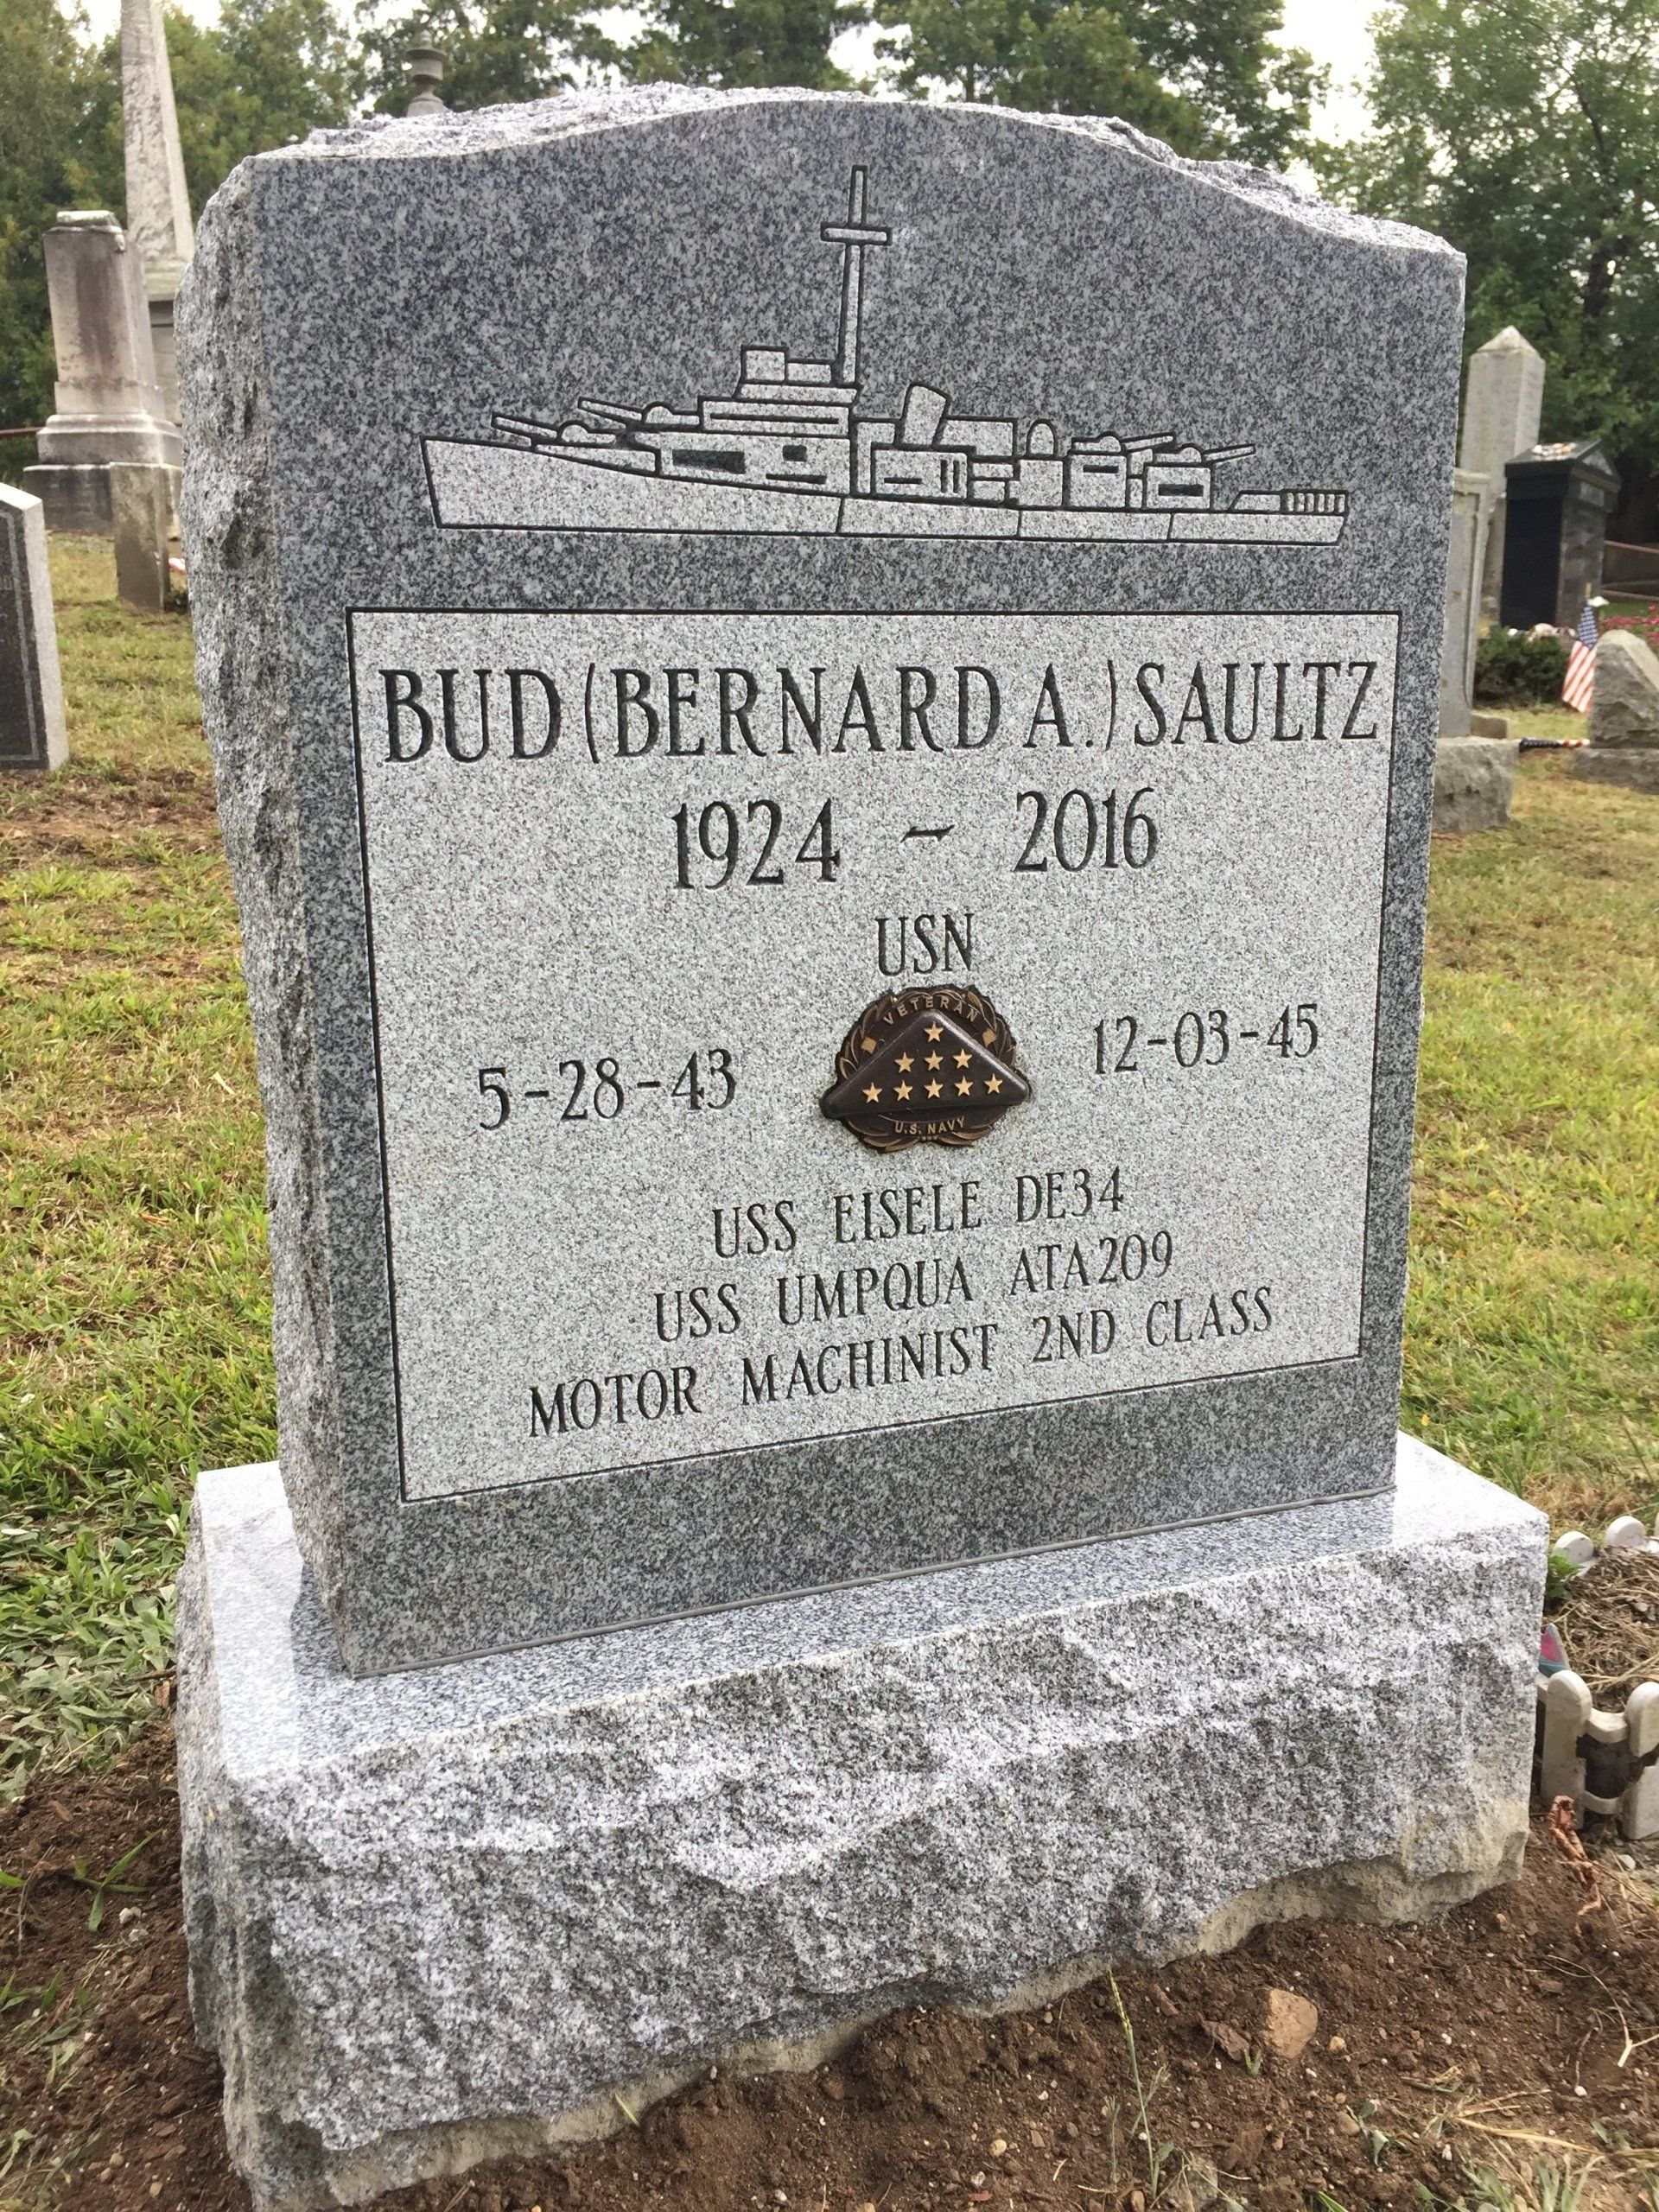 BUD (BERNARD A.) SAULTZ
1924 - 2016
USN
5-28-43
VETERAN
U.S. NAVY
12-03-45
USS EISELE DE34
USS UMPQUA ATA209
MOTOR MACHINIST 2ND CLASS